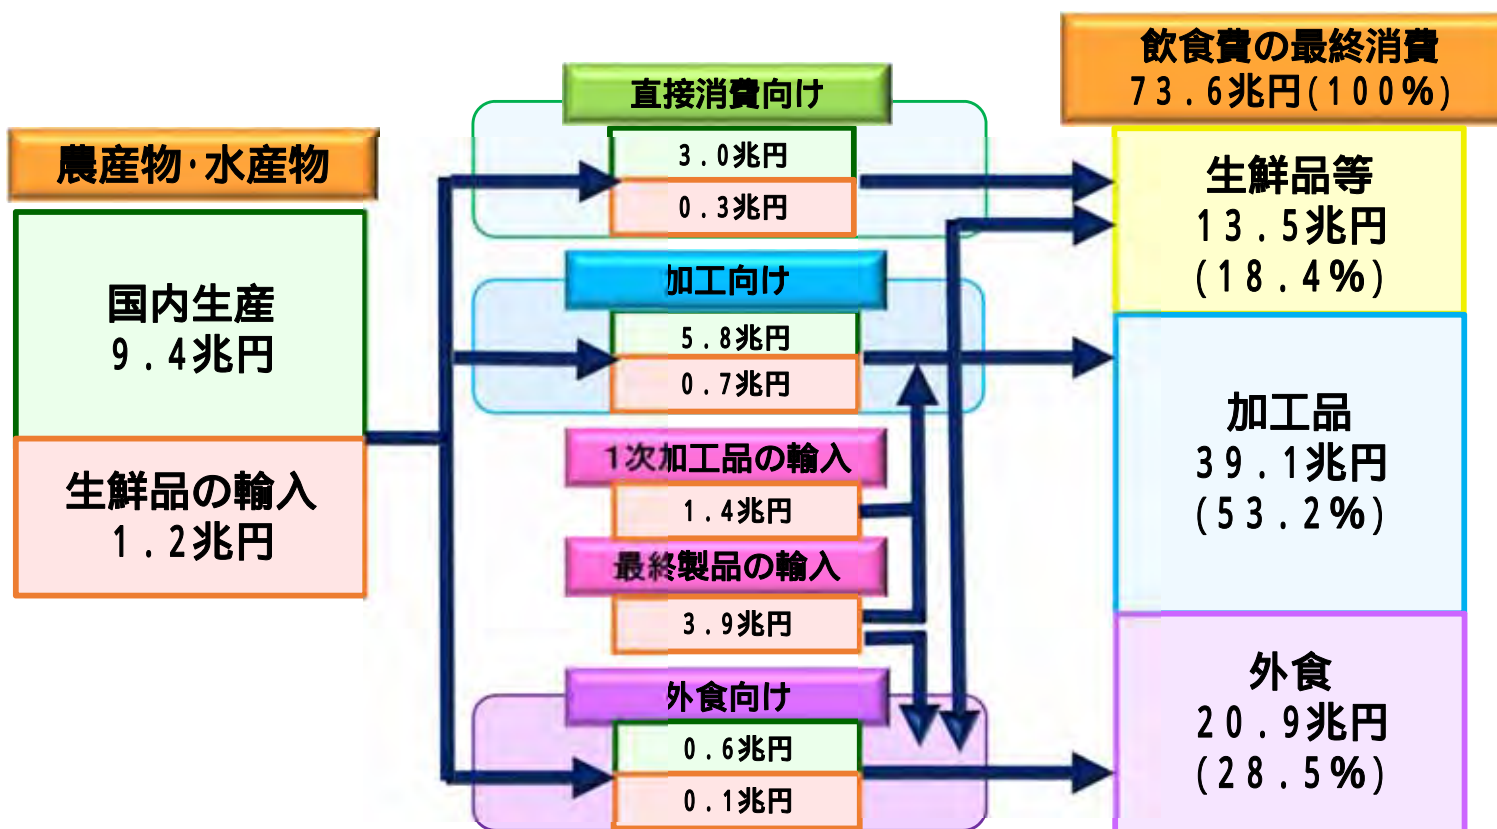 農産物・水産物
国内生産
9.4兆円
生鮮品の輸入
1.2兆円
直接消費向け
3.0兆円
0.3兆円
加工向け
5.8兆円
0.7兆円
1次加工品の輸入
1.4兆円
最終製品の輸入
3.9兆円
外食向け
0.6兆円
0.1兆円
飲食費の最終消費
73.6兆円(100%)
生鮮品等
13.5兆円
(18.4%)
加工品
39.1兆円
(53.2%)
外食
20.9兆円
(28.5%)